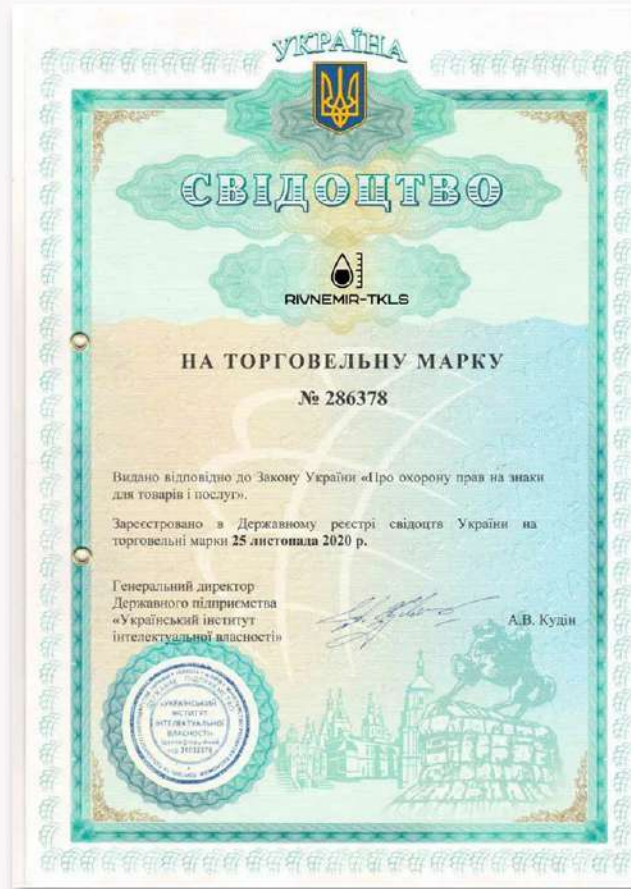 УКРАЇНА
СВІДОЦТВО
RIVNEMIR-TKLS
НА ТОРГОВЕЛЬНУ МАРКУ
№ 286378
Видано відповідно до Закону України «Про охорону прав на знаки
для товарів і послуг».
Зареєстровано в Державному реєстрі свідоцтв України на
торговельні марки 25 листопада 2020 р.
Генеральний директор
Державного підприємства
«Український інститут
інтелектуальної власності»
А.В. Кудін
«УКРАЇНСЬКИЙ
ІНСТИТУТ
ІНТЕЛЕКТУАЛЬНОЇ
ВЛАСНОСТІ»